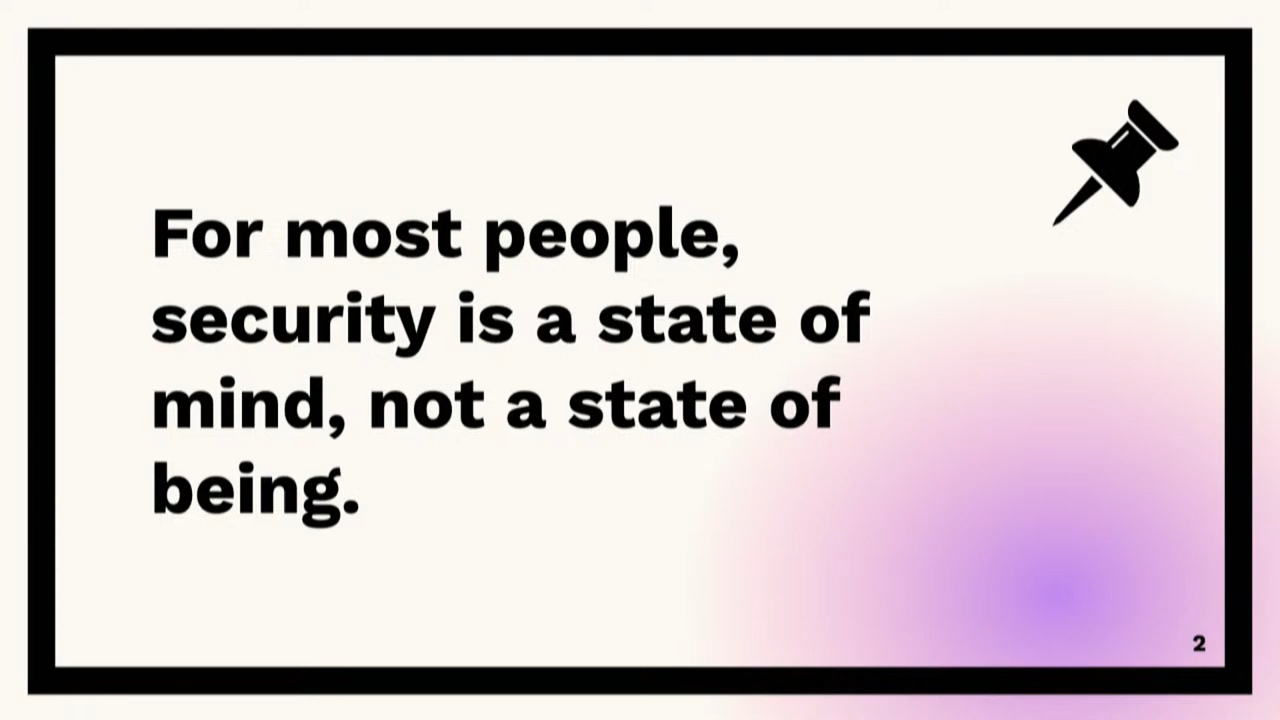 For most people,
security is a state of
mind, not a state of
being.
2